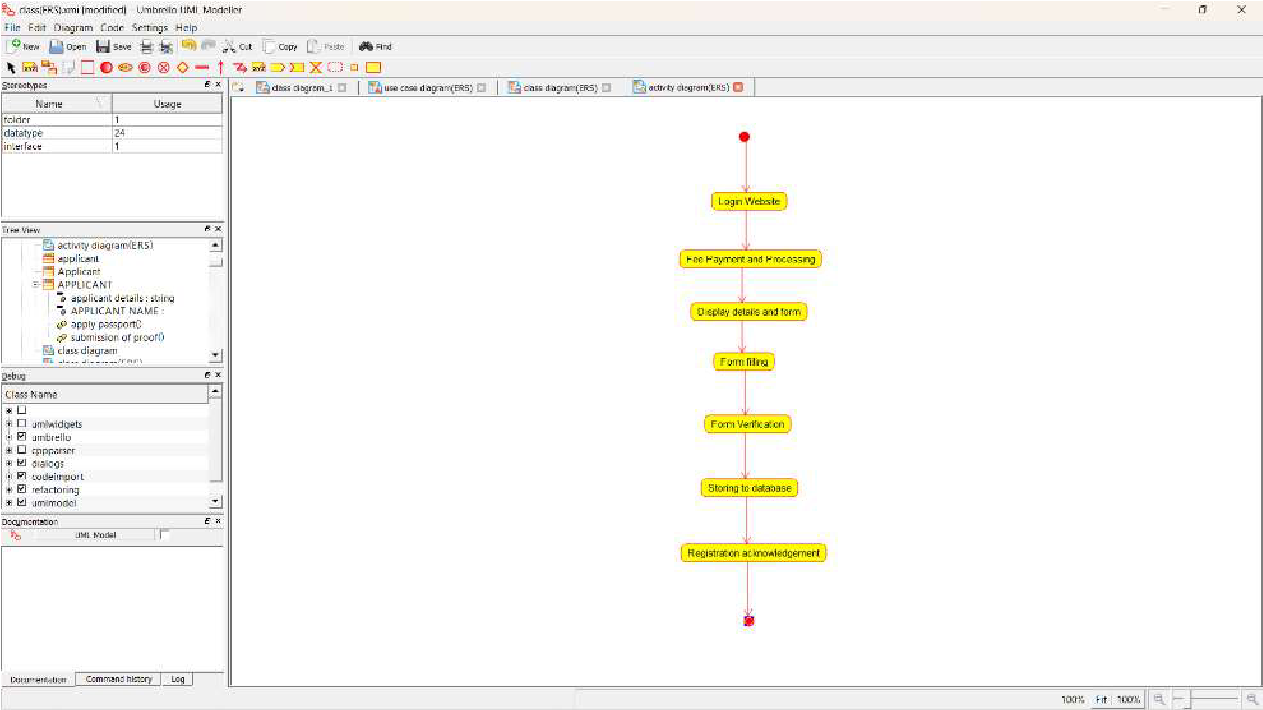 class(ERS).xmi [modified] - Umbrello UML Modeller
File Edit Diagram Code Settings Help
New Open Save Cut Copy Paste Find
Stereotypes
Name Usage
folder 1
datatype 24
interface 1
Tree View
activity diagram(ERS)
applicant
Applicant
APPLICANT
applicant details : string
APPLICANT NAME :
apply passport()
submission of proof()
class diagram
class diagram(ERS)
Debug
Class Name
umlwidgets
umbrello
cppparser
dialogs
codeimport
refactoring
umlmodel
Documentation
UML Model
Documentation Command history Log
class diagram_1 use case diagram(ERS) class diagram(ERS) activity diagram(ERS)
Login Website
Fee Payment and Processing
Display details and form
Form filling
Form Verification
Storing to database
Registration acknowledgement
100% Fit 100%